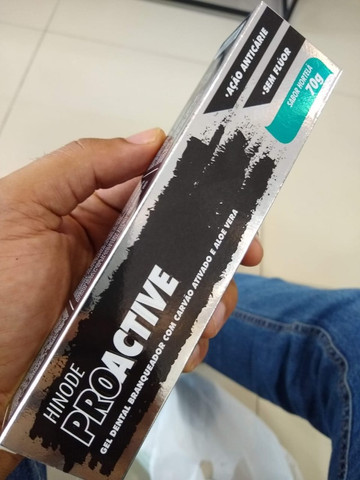 HINODE
PROACTIVE
GEL DENTAL BRANQUEADOR COM CARVÃO ATIVADO E ALOE VERA
•AÇÃO ANTICÁRIE
•SEM FLÚOR
SABOR HORTELÃ
70g